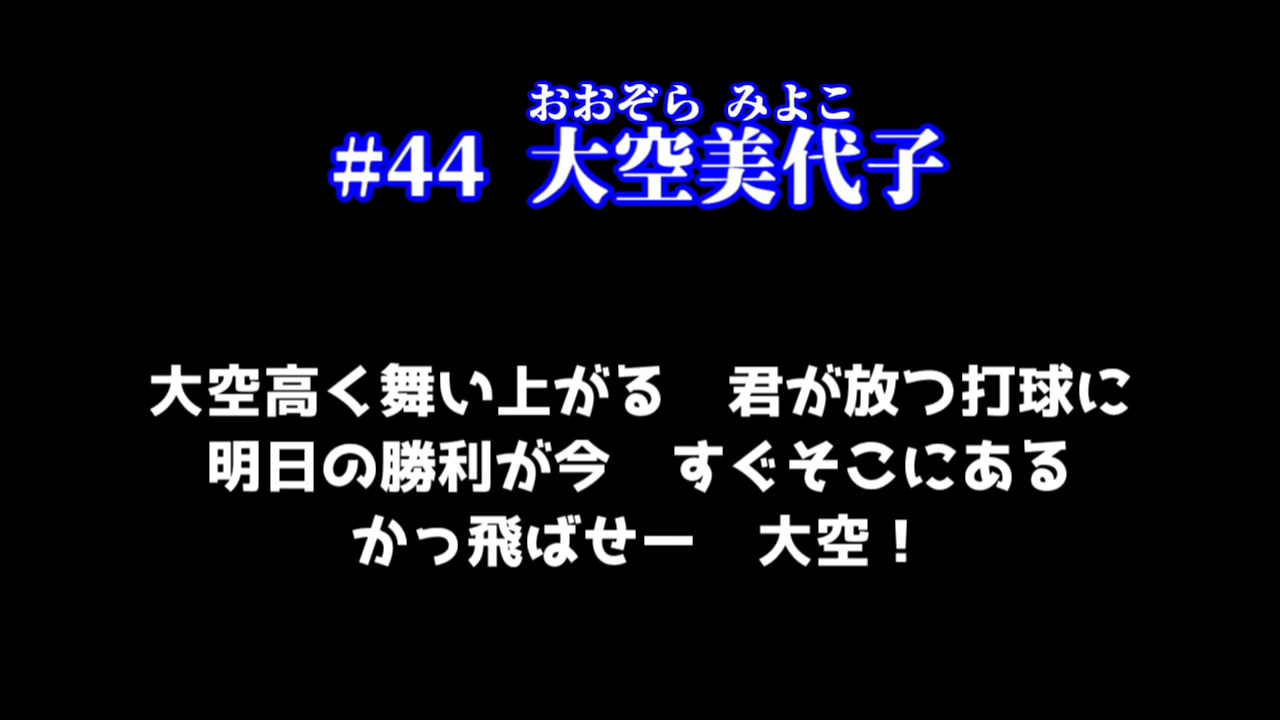 おおぞら みよこ
#44 大空美代子
大空高く舞い上がる　君が放つ打球に
明日の勝利が今　すぐそこにある
かっ飛ばせー　大空！